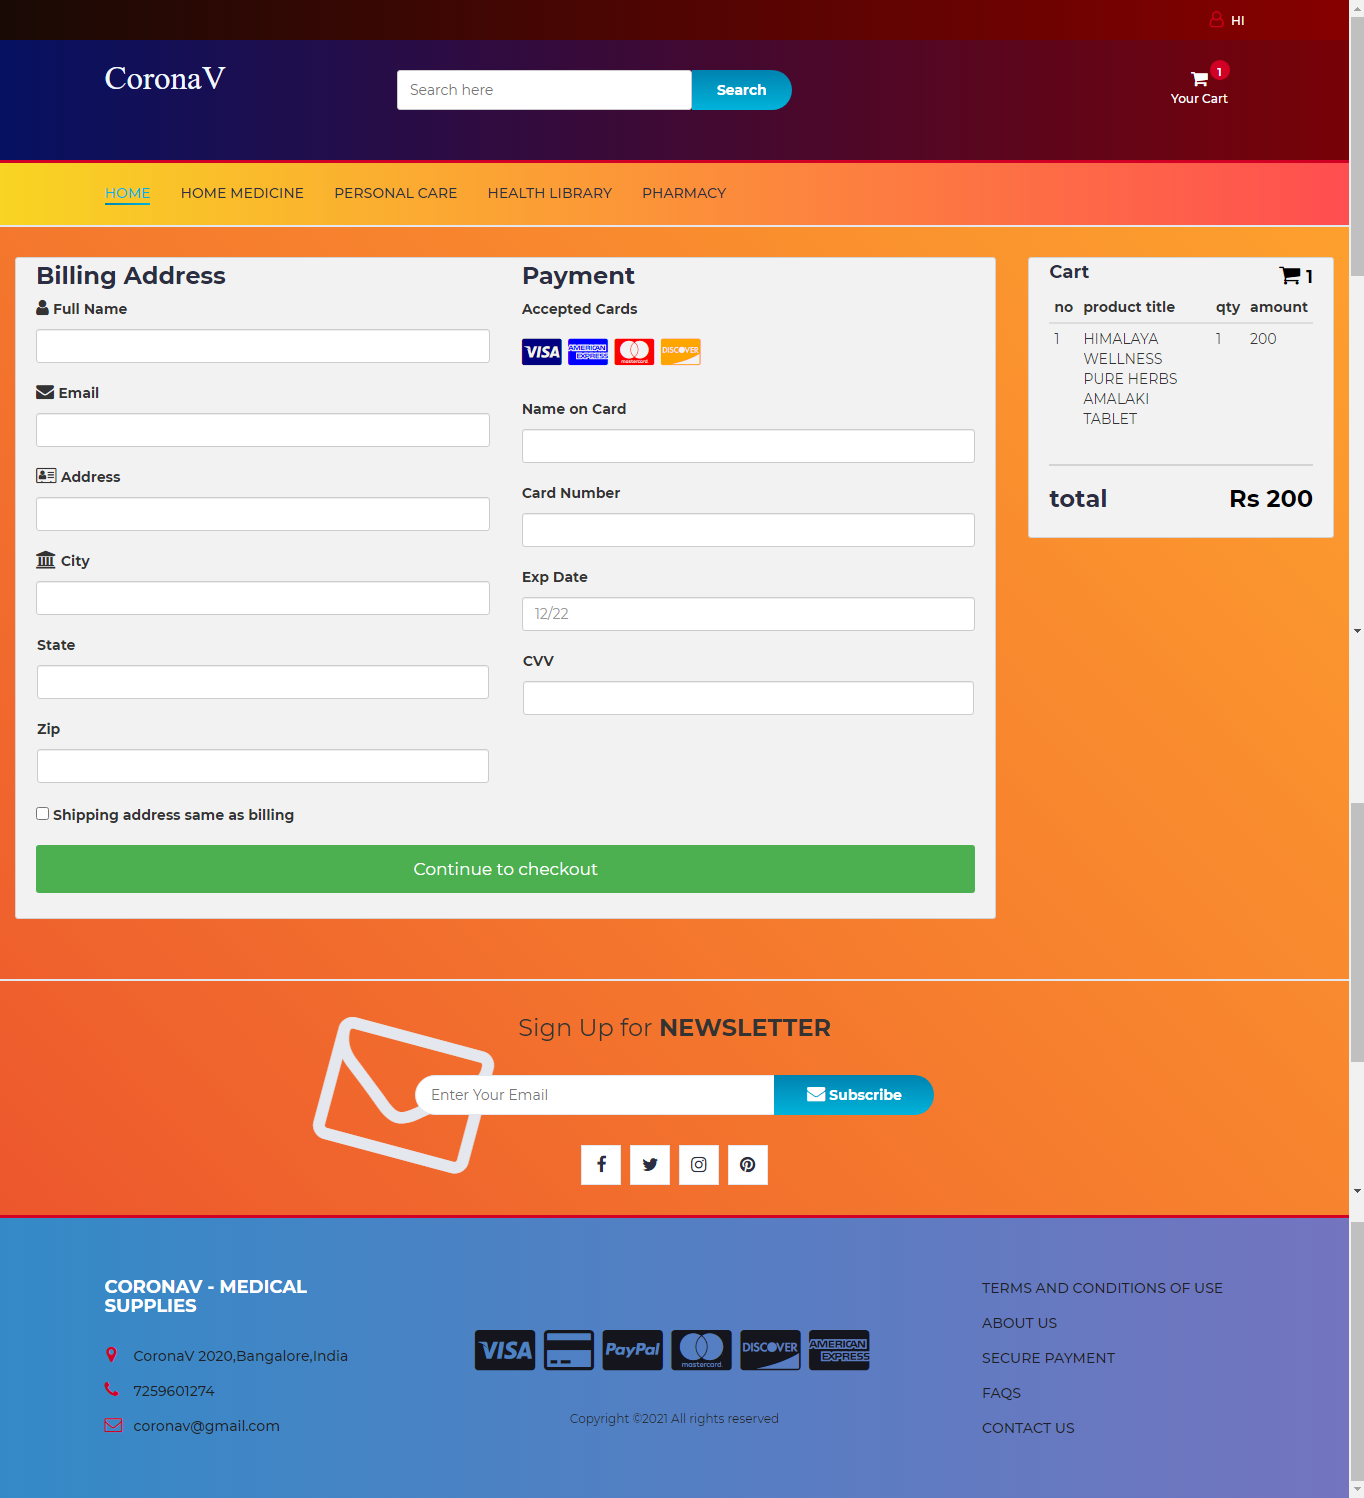 HI
CoronaV
Search here
Search
1
Your Cart
HOME
HOME MEDICINE
PERSONAL CARE
HEALTH LIBRARY
PHARMACY
Billing Address
Full Name
Email
Address
City
State
Zip
Shipping address same as billing
Payment
Accepted Cards
VISA
AMERICAN EXPRESS
mastercard
DISCOVER
Name on Card
Card Number
Exp Date
12/22
CVV
Continue to checkout
Cart 1
no product title qty amount
1 HIMALAYA 1 200
WELLNESS
PURE HERBS
AMALAKI
TABLET
total Rs 200
Sign Up for NEWSLETTER
Enter Your Email
Subscribe
CORONAV - MEDICAL
SUPPLIES
CoronaV 2020,Bangalore,India
7259601274
coronav@gmail.com
VISA
PayPal
mastercard
DISCOVER
AMERICAN EXPRESS
Copyright ©2021 All rights reserved
TERMS AND CONDITIONS OF USE
ABOUT US
SECURE PAYMENT
FAQS
CONTACT US